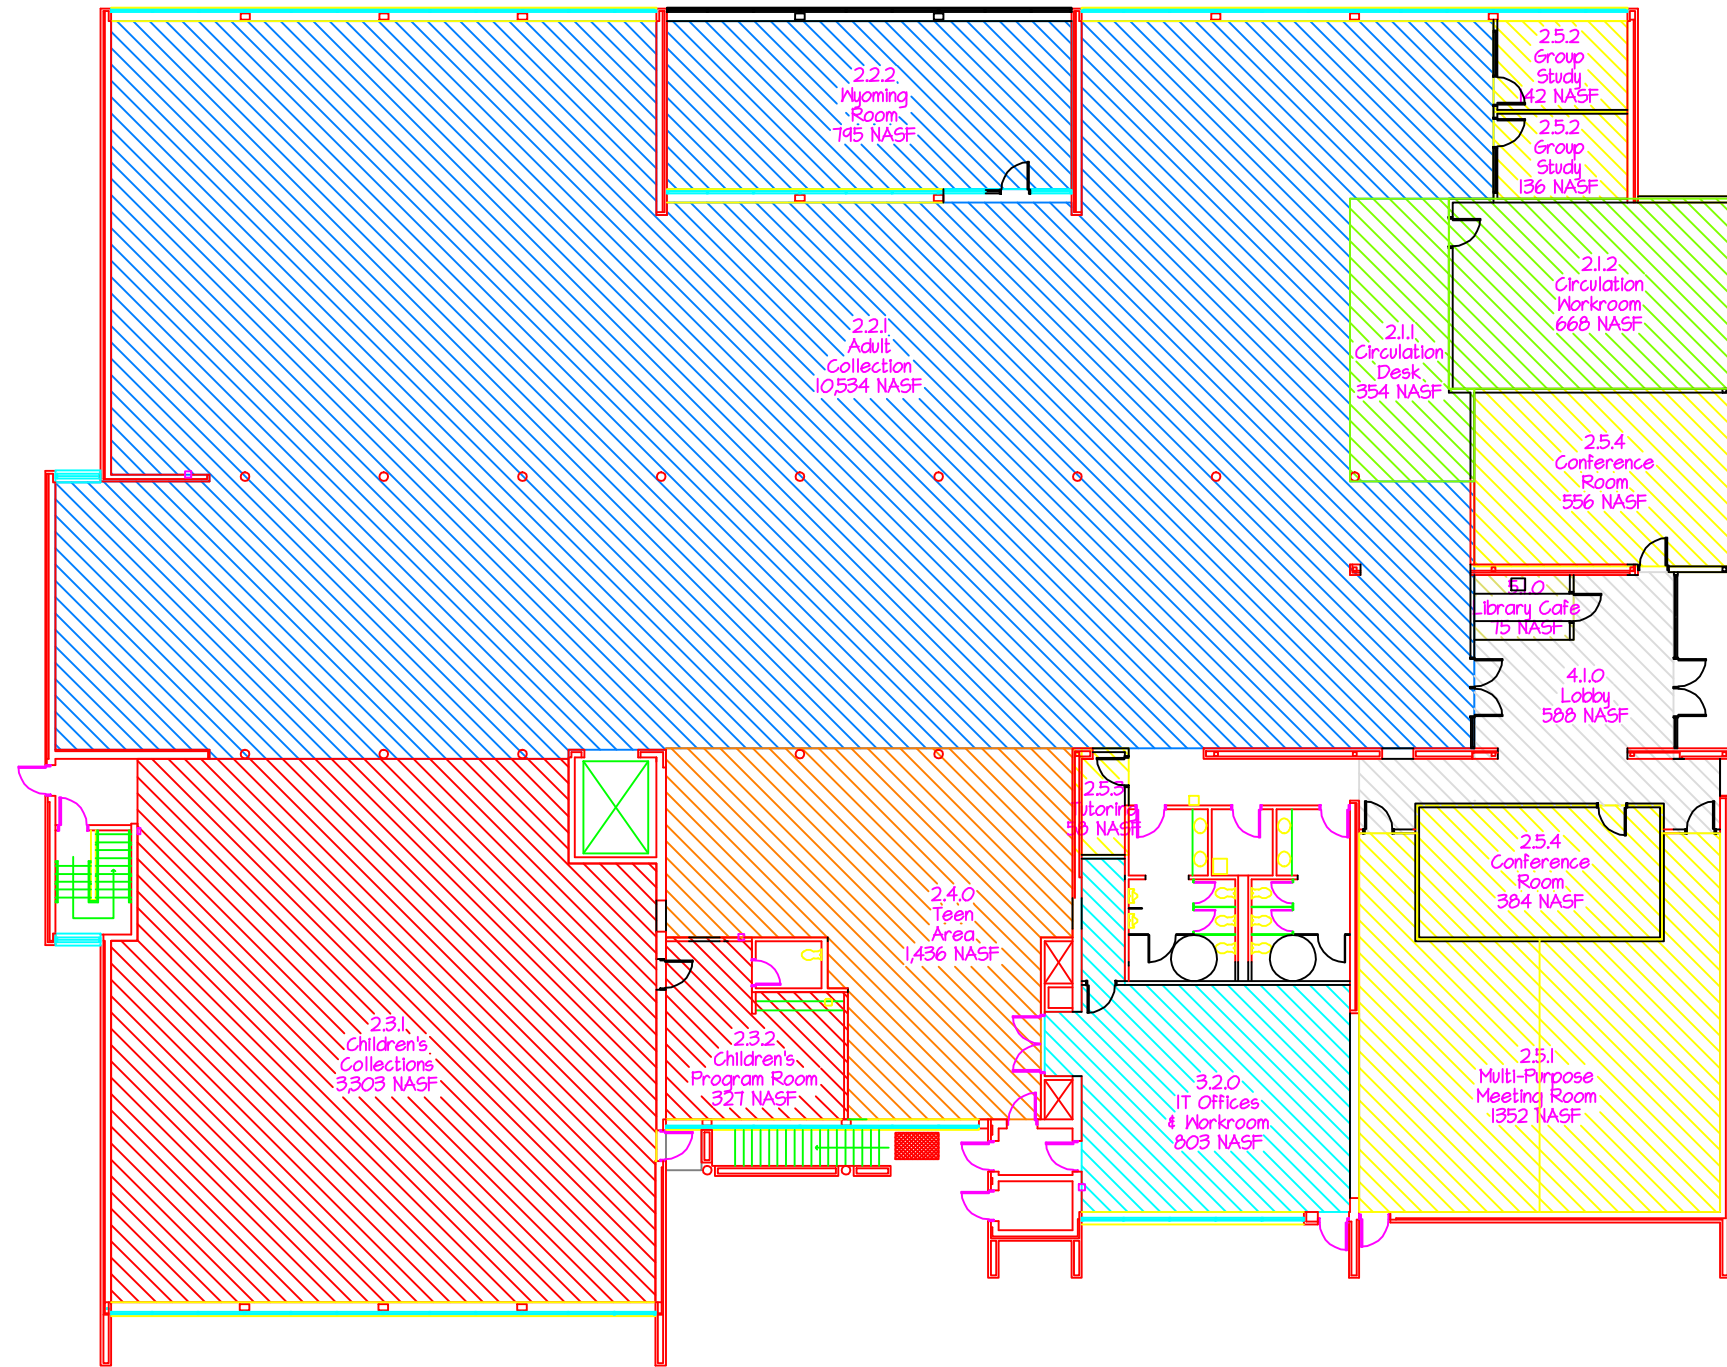 2.5.2
Group
Study
142 NASF
2.2.2
Wyoming
Room
795 NASF
2.5.2
Group
Study
136 NASF
2.1.2
Circulation
Workroom
668 NASF
2.2.1
Adult
Collection
10,534 NASF
2.1.1
Circulation
Desk
354 NASF
2.5.4
Conference
Room
556 NASF
5.1.0
Library Cafe
75 NASF
4.1.0
Lobby
588 NASF
2.5.3
Tutoring
58 NASF
2.5.4
Conference
Room
384 NASF
2.4.0
Teen
Area
1,436 NASF
2.3.1
Children's
Collections
3,303 NASF
2.3.2
Children's
Program Room
327 NASF
3.2.0
IT Offices
& Workroom
803 NASF
2.5.1
Multi-Purpose
Meeting Room
1352 NASF